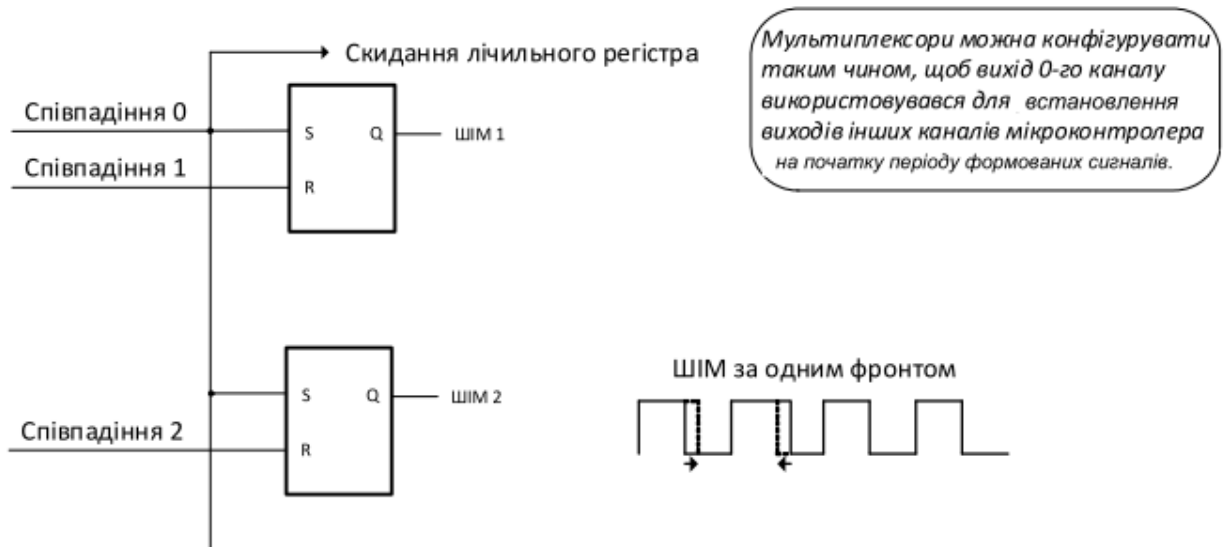 Скидання лічильного регістра
Співпадіння 0
S
Q
ШІМ 1
Співпадіння 1
R
Мультиплексори можна конфігурувати
таким чином, щоб вихід 0-го каналу
використовувався для встановлення
виходів інших каналів мікроконтролера
на початку періоду формованих сигналів.
S
Q
ШІМ 2
Співпадіння 2
R
ШІМ за одним фронтом